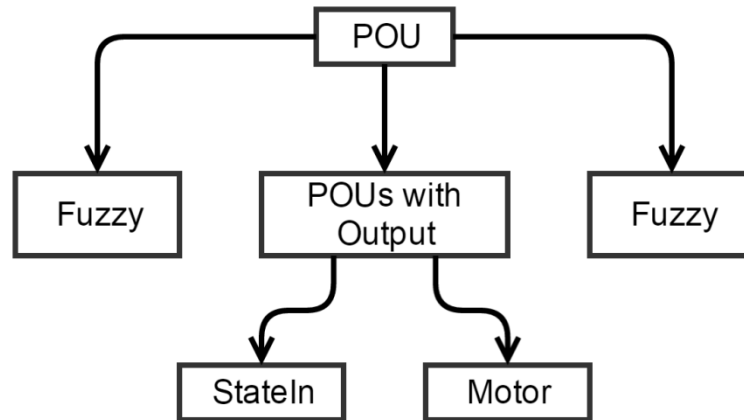 POU
Fuzzy
POUs with
Output
Fuzzy
StateIn
Motor